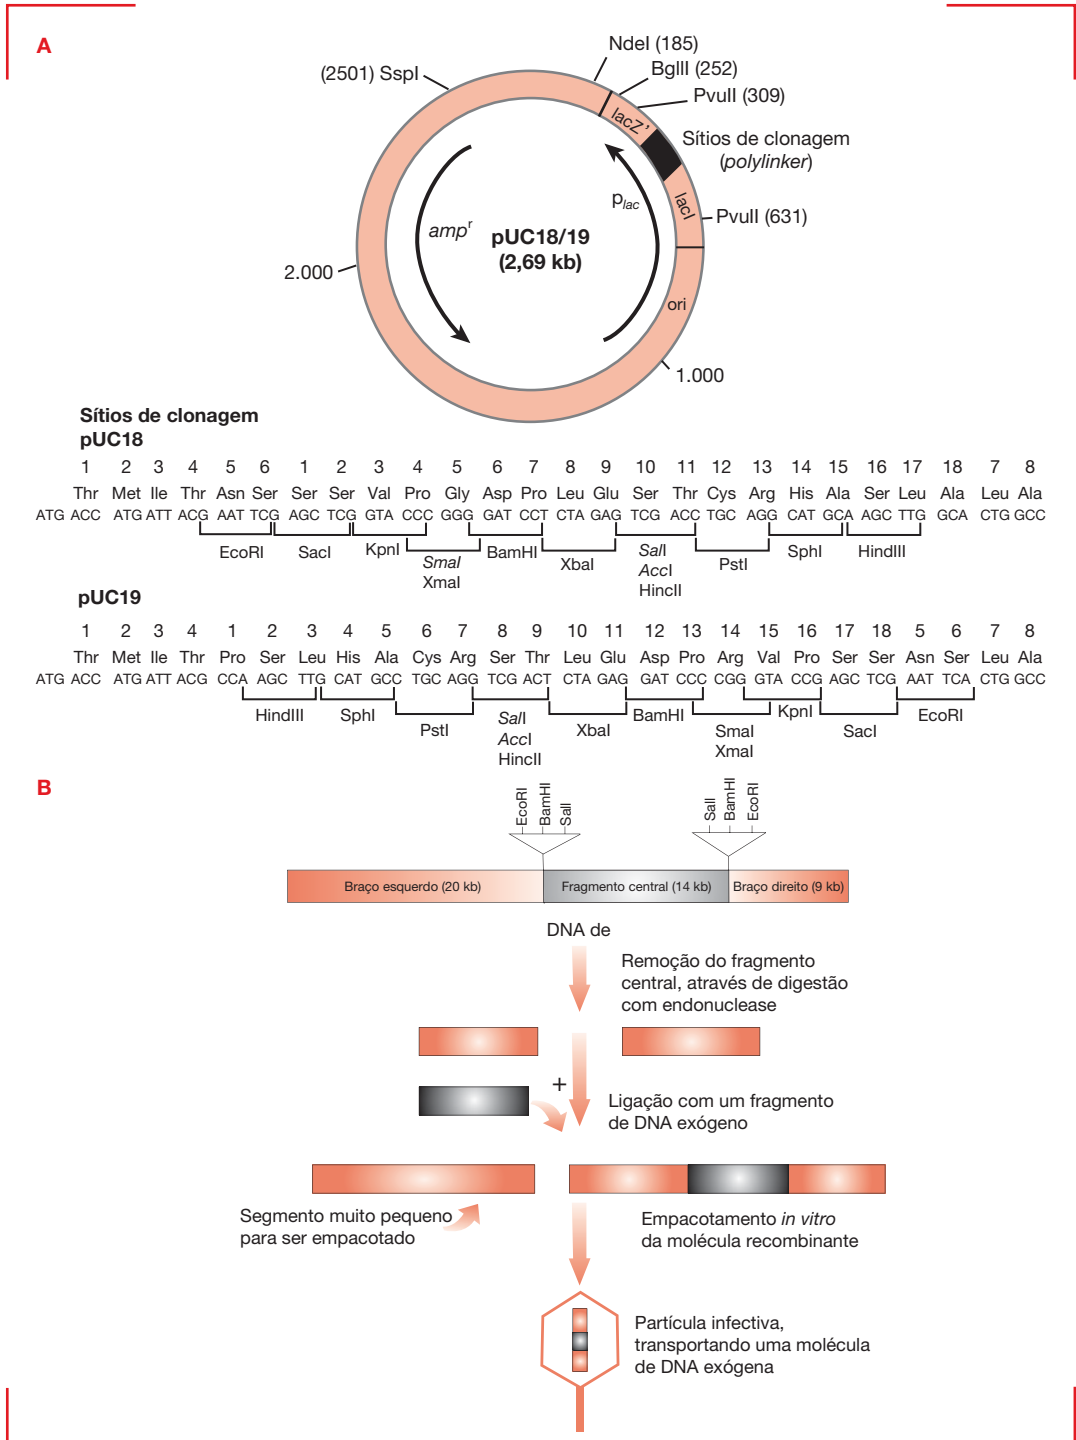 A
NdeI (185)
BglII (252)
(2501) SspI
PvuII (309)
lacZ'
Sítios de clonagem
(polylinker)
plac
lacI
PvuII (631)
ampr
pUC18/19
(2,69 kb)
2.000
ori
1.000
Sítios de clonagem
pUC18
1 2 3 4 5 6 1 2 3 4 5 6 7 8 9 10 11 12 13 14 15 16 17 18 7 8
Thr Met Ile Thr Asn Ser Ser Ser Val Pro Gly Asp Pro Leu Glu Ser Thr Cys Arg His Ala Ser Leu Ala Leu Ala
ATG ACC ATG ATT ACG AAT TCG AGC TCG GTA CCC GGG GAT CCT CTA GAG TCG ACC TGC AGG CAT GCA AGC TTG GCA CTG GCC
EcoRI SacI KpnI SmaI BamHI XbaI SalI PstI SphI HindIII
XmaI AccI
HincII
pUC19
1 2 3 4 1 2 3 4 5 6 7 8 9 10 11 12 13 14 15 16 17 18 5 6 7 8
Thr Met Ile Thr Pro Ser Leu His Ala Cys Arg Ser Thr Leu Glu Asp Pro Arg Val Pro Ser Ser Asn Ser Leu Ala
ATG ACC ATG ATT ACG CCA AGC TTG CAT GCC TGC AGG TCG ACT CTA GAG GAT CCC CGG GTA CCG AGC TCG AAT TCA CTG GCC
HindIII SphI PstI SalI XbaI BamHI SmaI KpnI SacI EcoRI
AccI XmaI
HincII
B
EcoRI BamHI SalI SalI BamHI EcoRI
Braço esquerdo (20 kb) Fragmento central (14 kb) Braço direito (9 kb)
DNA de
Remoção do fragmento
central, através de digestão
com endonuclease
+
Ligação com um fragmento
de DNA exógeno
Segmento muito pequeno
para ser empacotado
Empacotamento in vitro
da molécula recombinante
Partícula infectiva,
transportando uma molécula
de DNA exógena